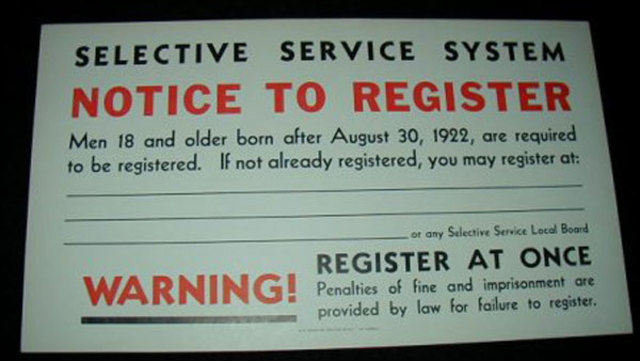 SELECTIVE SERVICE SYSTEM
NOTICE TO REGISTER
Men 18 and older born after August 30, 1922, are required
to be registered. If not already registered, you may register at:
or any Selective Service Local Board
WARNING!
REGISTER AT ONCE
Penalties of fine and imprisonment are
provided by law for failure to register.